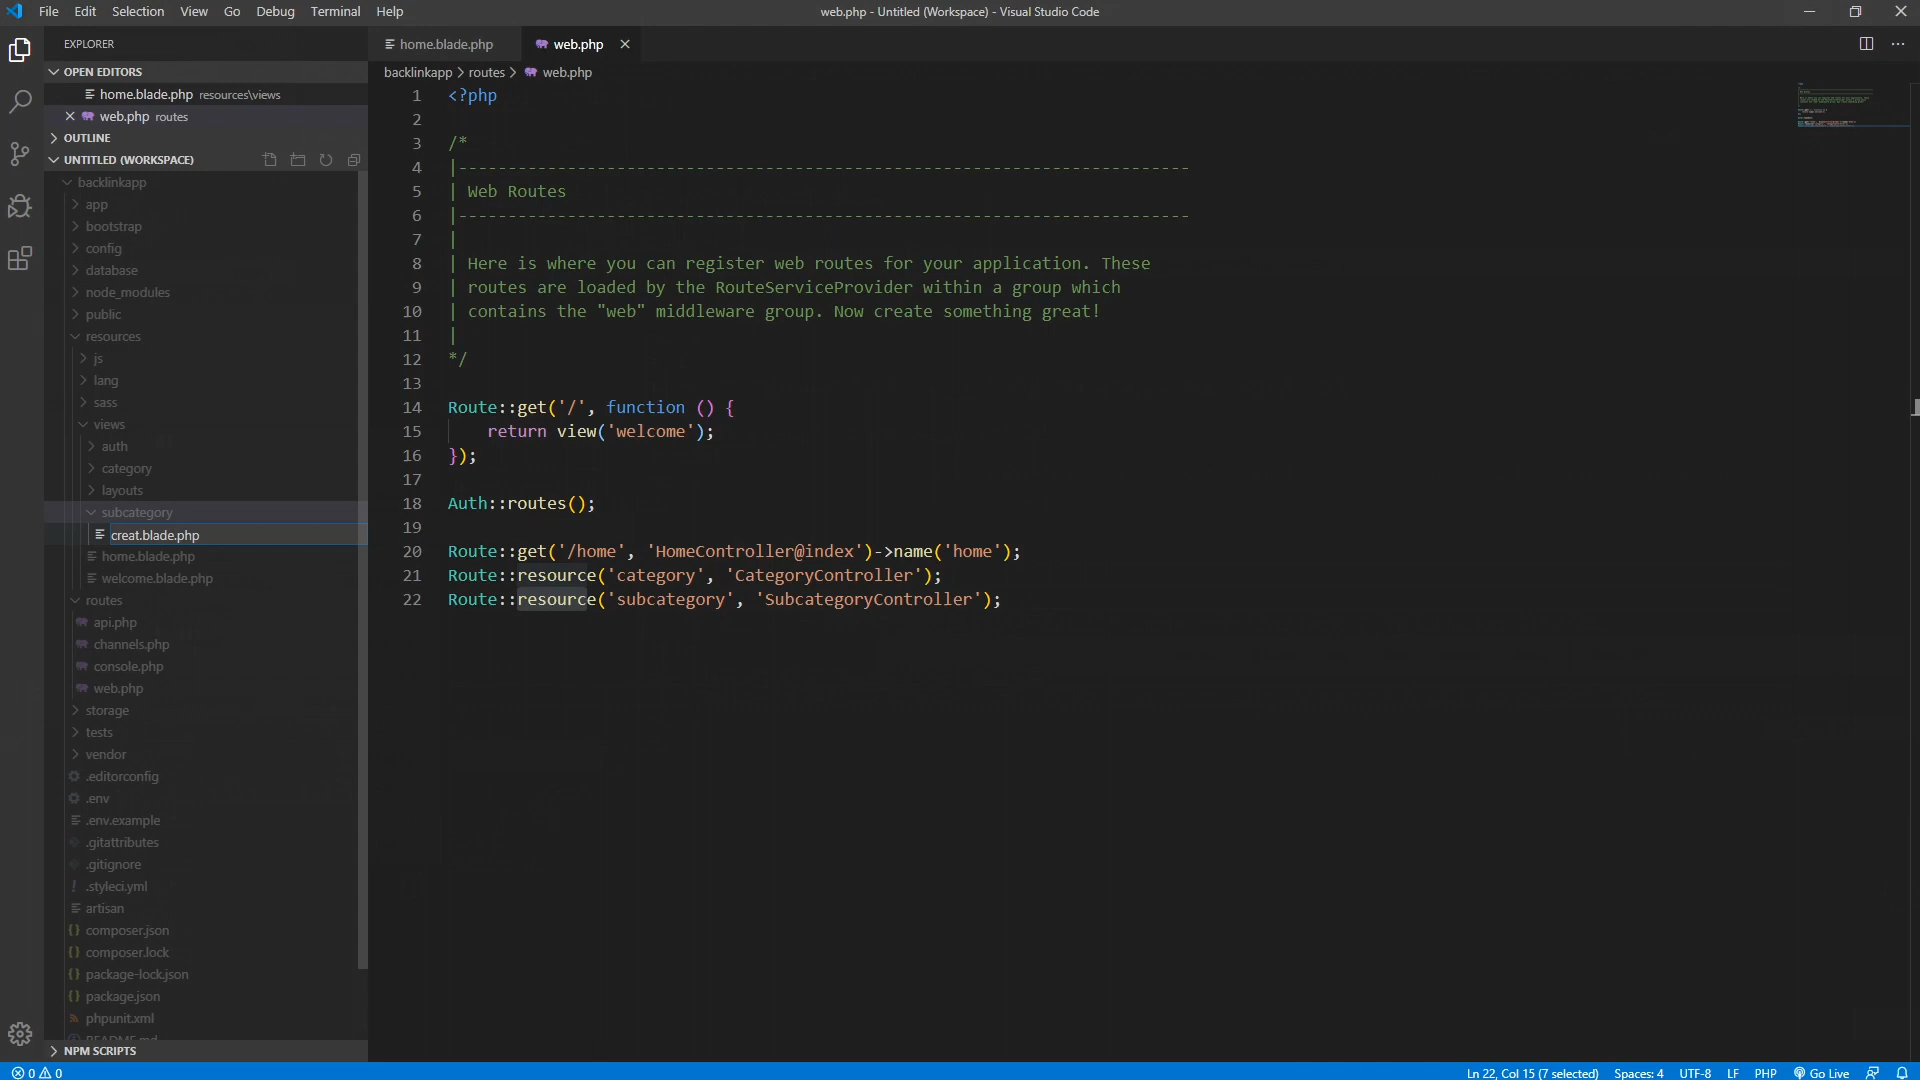 File Edit Selection View Go Debug Terminal Help
web.php - Untitled (Workspace) - Visual Studio Code
EXPLORER
OPEN EDITORS
home.blade.php resources\views
web.php routes
OUTLINE
UNTITLED (WORKSPACE)
backlinkapp
app
bootstrap
config
database
node_modules
public
resources
js
lang
sass
views
auth
category
layouts
subcategory
creat.blade.php
home.blade.php
welcome.blade.php
routes
api.php
channels.php
console.php
web.php
storage
tests
vendor
.editorconfig
.env
.env.example
.gitattributes
.gitignore
.styleci.yml
artisan
composer.json
composer.lock
package-lock.json
package.json
phpunit.xml
README.md
NPM SCRIPTS
home.blade.php
web.php
backlinkapp > routes > web.php
1 <?php
2
3 /*
4 |--------------------------------------------------------------------------
5 | Web Routes
6 |--------------------------------------------------------------------------
7 |
8 | Here is where you can register web routes for your application. These
9 | routes are loaded by the RouteServiceProvider within a group which
10 | contains the "web" middleware group. Now create something great!
11 |
12 */
13
14 Route::get('/', function () {
15 return view('welcome');
16 });
17
18 Auth::routes();
19
20 Route::get('/home', 'HomeController@index')->name('home');
21 Route::resource('category', 'CategoryController');
22 Route::resource('subcategory', 'SubcategoryController');
0 0
Ln 22, Col 15 (7 selected) Spaces: 4 UTF-8 LF PHP Go Live